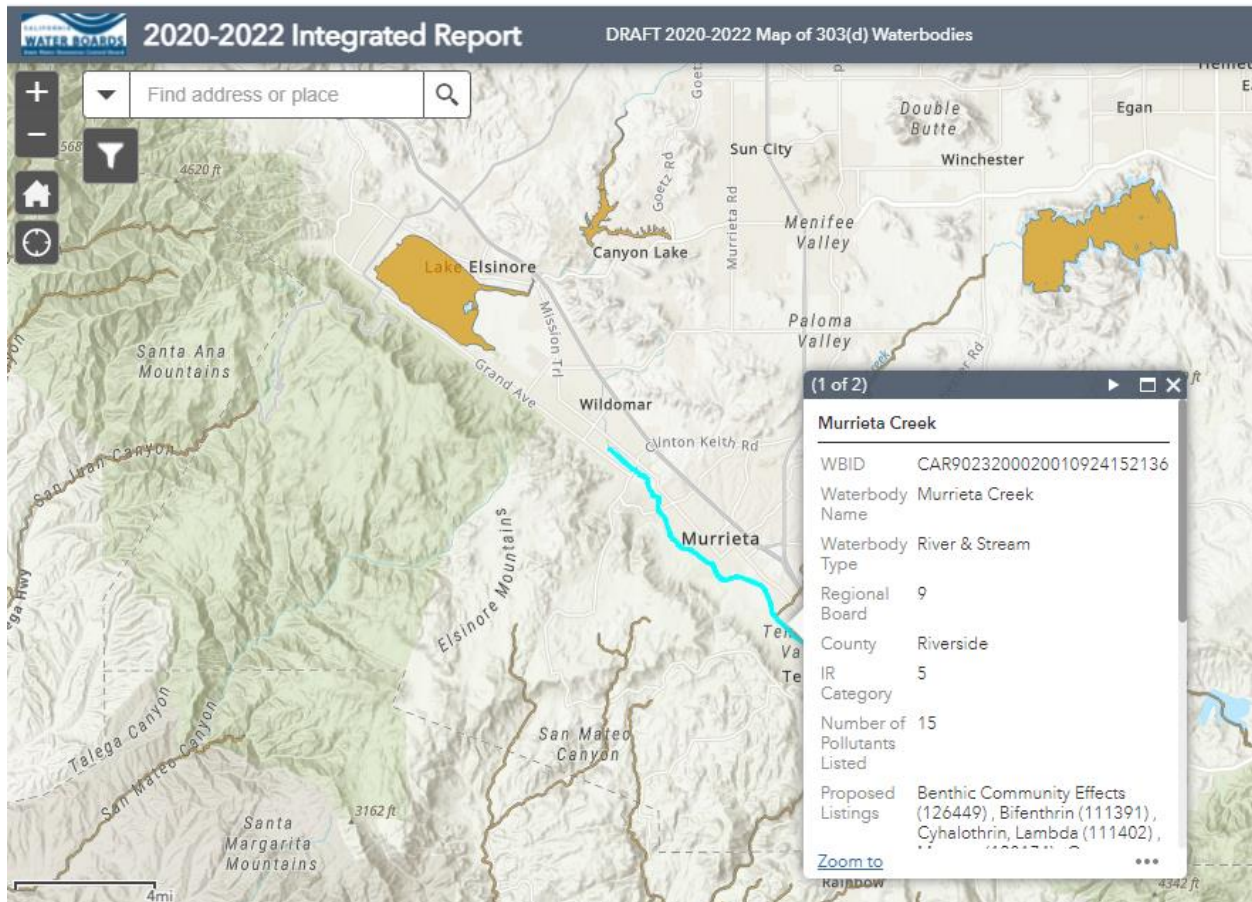 CALIFORNIA
WATER BOARDS
2020-2022 Integrated Report
DRAFT 2020-2022 Map of 303(d) Waterbodies
+
Find address or place
−
4620 ft
Goetz Rd
Sun City
Murrieta Rd
Double
Butte
Egan
Winchester
Menifee
Valley
Canyon Lake
Lake Elsinore
Mission Trl
Paloma
Valley
Santa Ana
Mountains
Grand Ave
Wildomar
Clinton Keith Rd
San Juan Canyon
Elsinore Mountains
Murrieta
Talega Canyon
San Mateo Canyon
San Mateo
Canyon
3162 ft
Santa
Margarita
Mountains
4mi
(1 of 2)
Murrieta Creek
WBID CAR9023200020010924152136
Waterbody Murrieta Creek
Name
Waterbody River & Stream
Type
Regional 9
Board
County Riverside
IR 5
Category
Number of 15
Pollutants
Listed
Proposed Benthic Community Effects
Listings (126449) , Bifenthrin (111391) ,
Cyhalothrin, Lambda (111402) ,
Zoom to
Rainbow
4342 ft